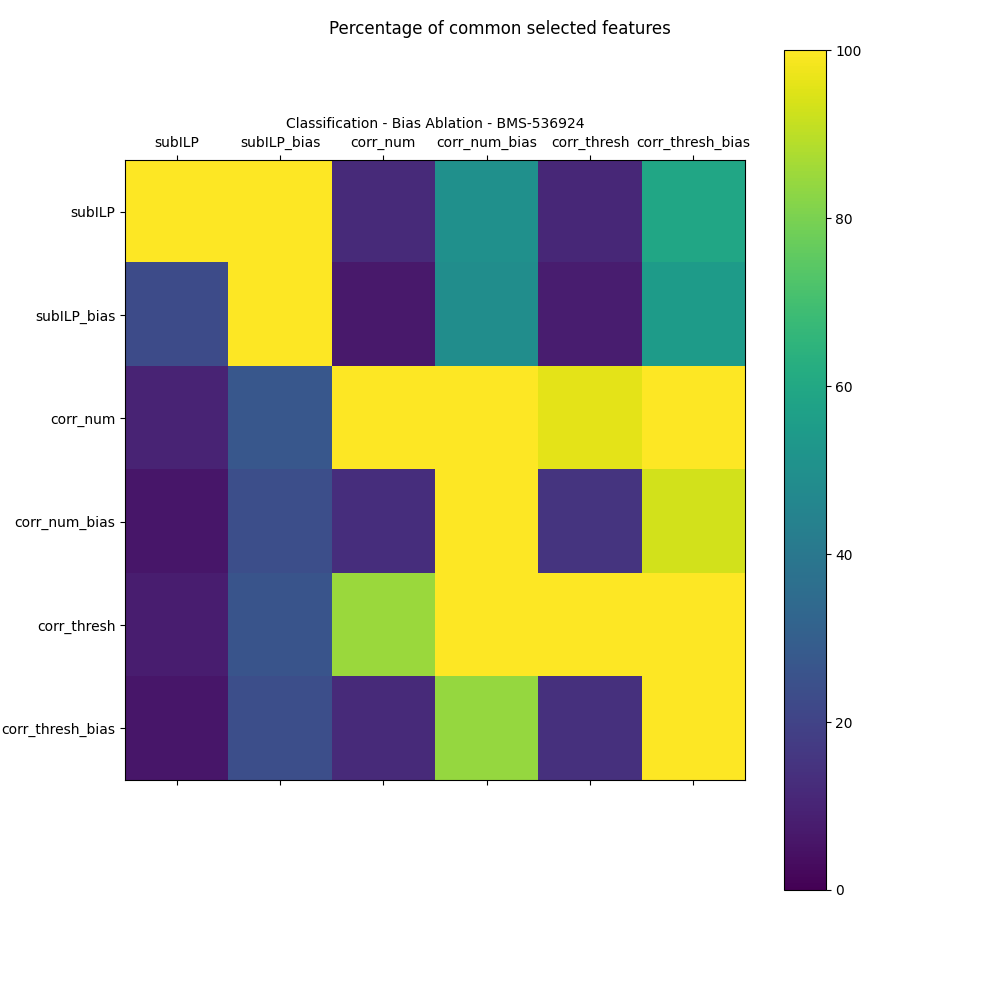 Percentage of common selected features
Classification - Bias Ablation - BMS-536924
subILP subILP_bias corr_num corr_num_bias corr_thresh corr_thresh_bias
subILP
subILP_bias
corr_num
corr_num_bias
corr_thresh
corr_thresh_bias
100
80
60
40
20
0